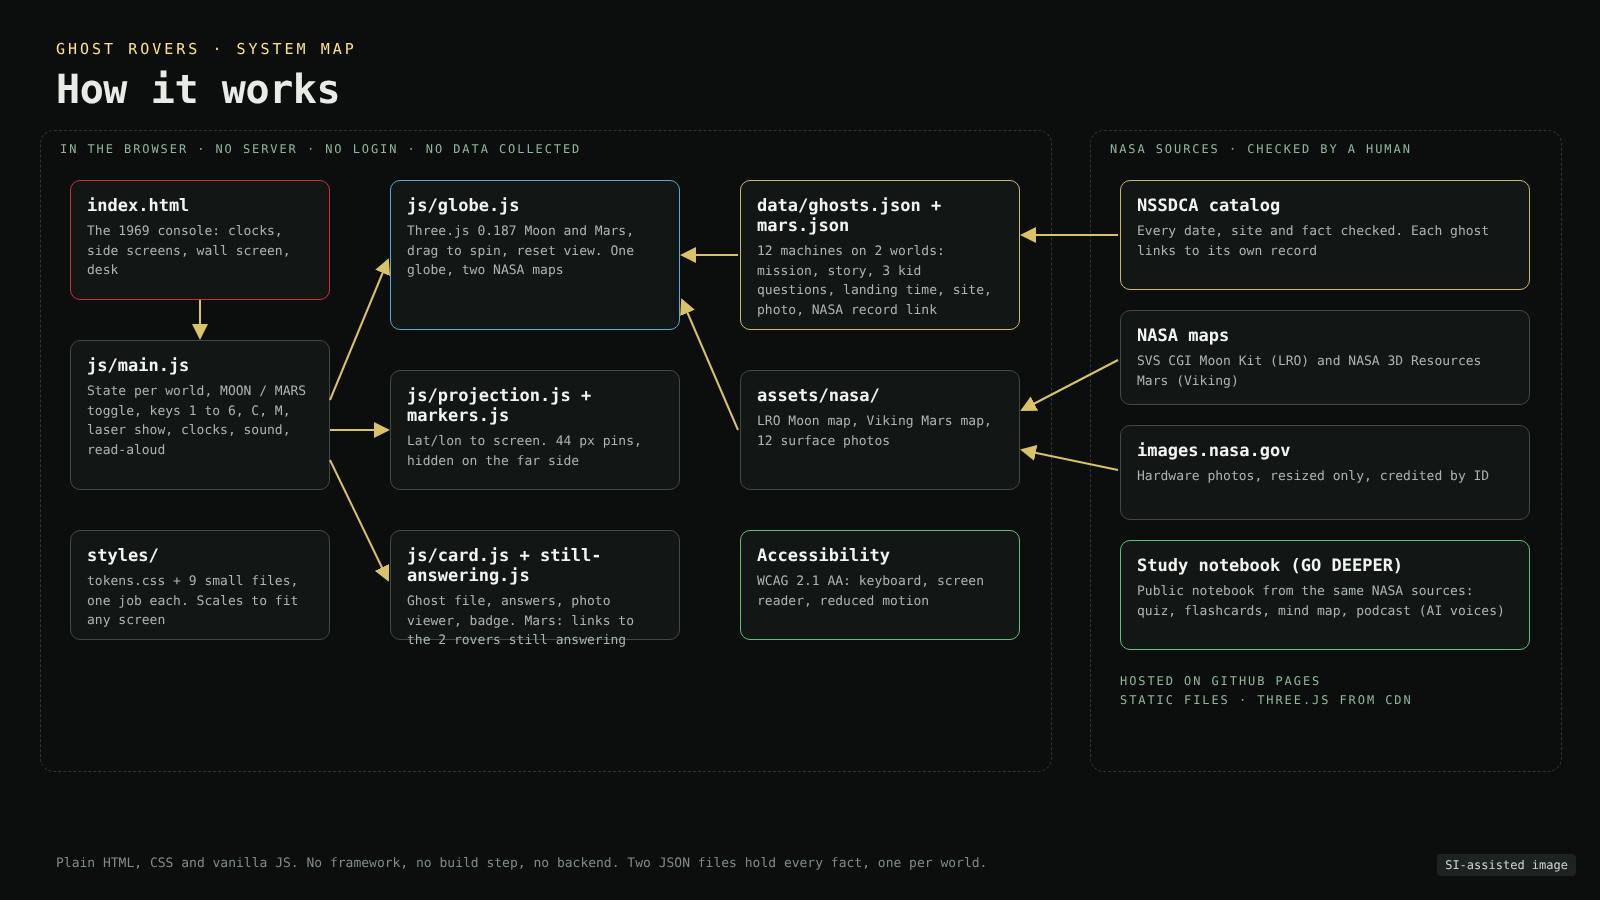 GHOST ROVERS · SYSTEM MAP
How it works
IN THE BROWSER · NO SERVER · NO LOGIN · NO DATA COLLECTED
index.html
The 1969 console: clocks,
side screens, wall screen,
desk
js/main.js
State per world, MOON / MARS
toggle, keys 1 to 6, C, M,
laser show, clocks, sound,
read-aloud
styles/
tokens.css + 9 small files,
one job each. Scales to fit
any screen
js/globe.js
Three.js 0.187 Moon and Mars,
drag to spin, reset view. One
globe, two NASA maps
js/projection.js +
markers.js
Lat/lon to screen. 44 px pins,
hidden on the far side
js/card.js + still-
answering.js
Ghost file, answers, photo
viewer, badge. Mars: links to
the 2 rovers still answering
data/ghosts.json +
mars.json
12 machines on 2 worlds:
mission, story, 3 kid
questions, landing time, site,
photo, NASA record link
assets/nasa/
LRO Moon map, Viking Mars map,
12 surface photos
Accessibility
WCAG 2.1 AA: keyboard, screen
reader, reduced motion
NASA SOURCES · CHECKED BY A HUMAN
NSSDCA catalog
Every date, site and fact checked. Each ghost
links to its own record
NASA maps
SVS CGI Moon Kit (LRO) and NASA 3D Resources
Mars (Viking)
images.nasa.gov
Hardware photos, resized only, credited by ID
Study notebook (GO DEEPER)
Public notebook from the same NASA sources:
quiz, flashcards, mind map, podcast (AI voices)
HOSTED ON GITHUB PAGES
STATIC FILES · THREE.JS FROM CDN
Plain HTML, CSS and vanilla JS. No framework, no build step, no backend. Two JSON files hold every fact, one per world.
SI-assisted image